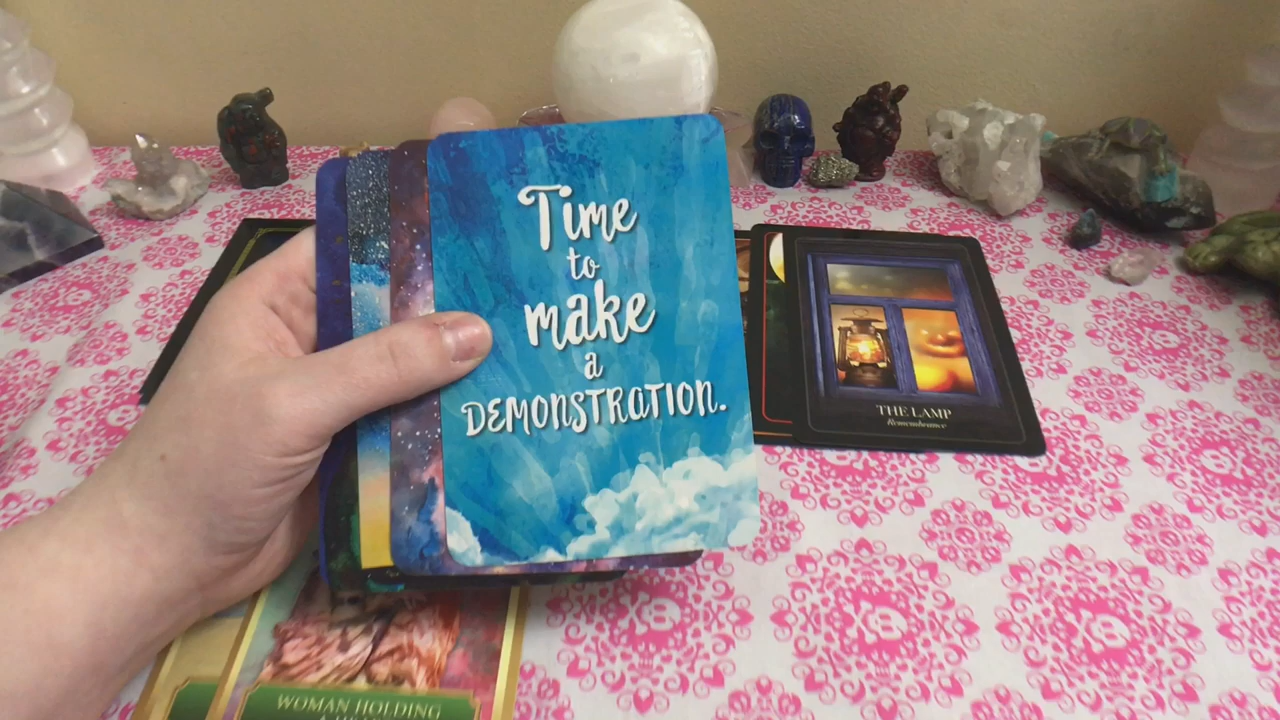 Time
to
make
a
DEMONSTRATION.
THE LAMP
Remembrance
WOMAN HOLDING